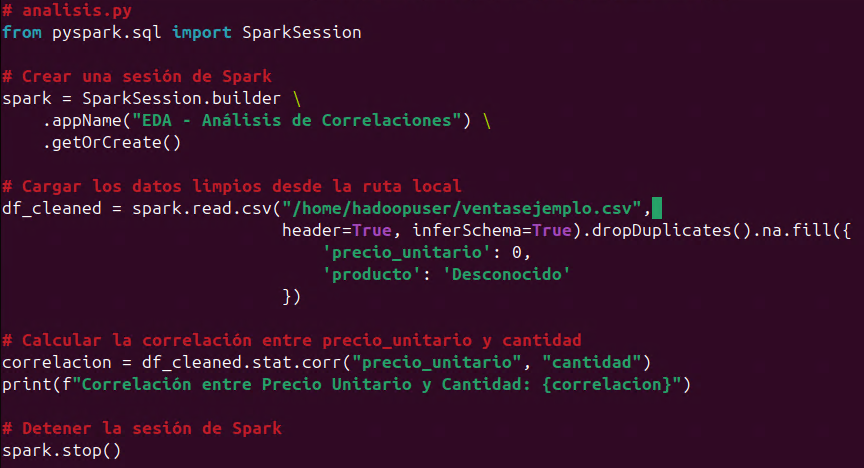 # analisis.py
from pyspark.sql import SparkSession

# Crear una sesión de Spark
spark = SparkSession.builder \
    .appName("EDA - Análisis de Correlaciones") \
    .getOrCreate()

# Cargar los datos limpios desde la ruta local
df_cleaned = spark.read.csv("/home/hadoopuser/ventasejemplo.csv",
                            header=True, inferSchema=True).dropDuplicates().na.fill({
                                'precio_unitario': 0,
                                'producto': 'Desconocido'
                            })

# Calcular la correlación entre precio_unitario y cantidad
correlacion = df_cleaned.stat.corr("precio_unitario", "cantidad")
print(f"Correlación entre Precio Unitario y Cantidad: {correlacion}")

# Detener la sesión de Spark
spark.stop()